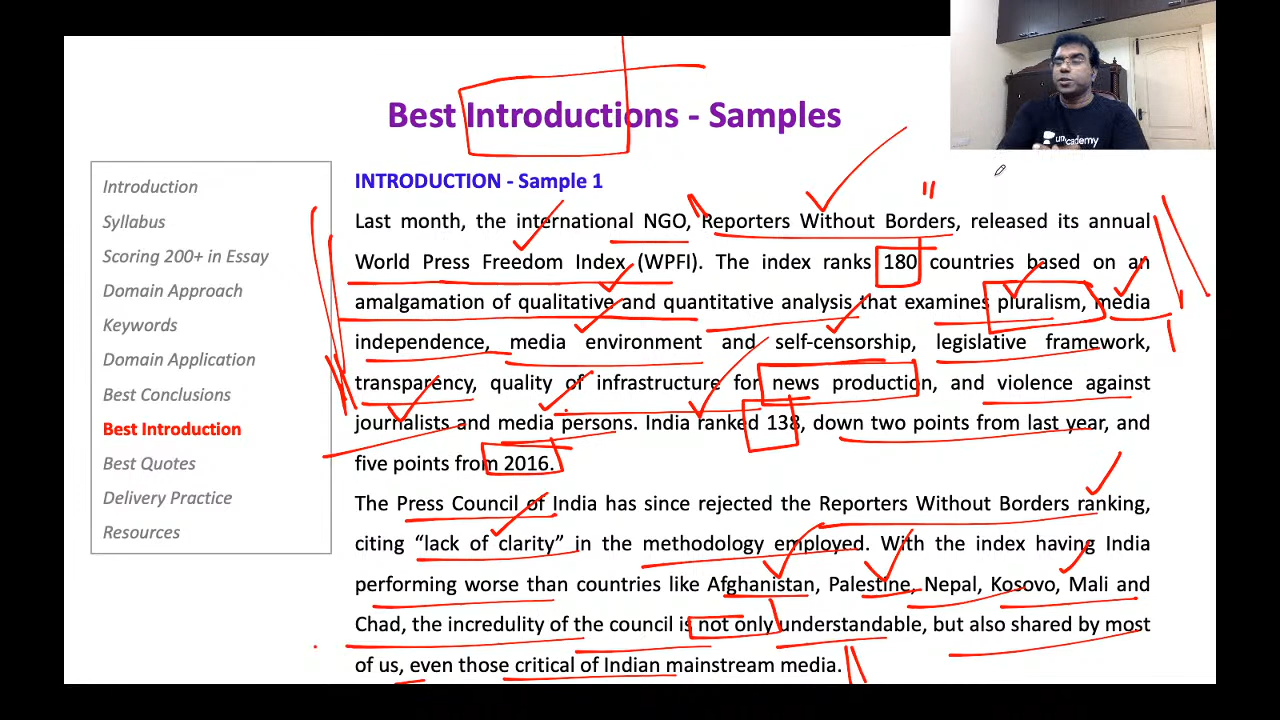 Best Introductions - Samples
Introduction
Syllabus
Scoring 200+ in Essay
Domain Approach
Keywords
Domain Application
Best Conclusions
Best Introduction
Best Quotes
Delivery Practice
Resources
INTRODUCTION - Sample 1
Last month, the international NGO, Reporters Without Borders, released its annual
World Press Freedom Index (WPFI). The index ranks 180 countries based on an
amalgamation of qualitative and quantitative analysis that examines pluralism, media
independence, media environment and self-censorship, legislative framework,
transparency, quality of infrastructure for news production, and violence against
journalists and media persons. India ranked 138, down two points from last year, and
five points from 2016.
The Press Council of India has since rejected the Reporters Without Borders ranking,
citing “lack of clarity” in the methodology employed. With the index having India
performing worse than countries like Afghanistan, Palestine, Nepal, Kosovo, Mali and
Chad, the incredulity of the council is not only understandable, but also shared by most
of us, even those critical of Indian mainstream media.
unacademy